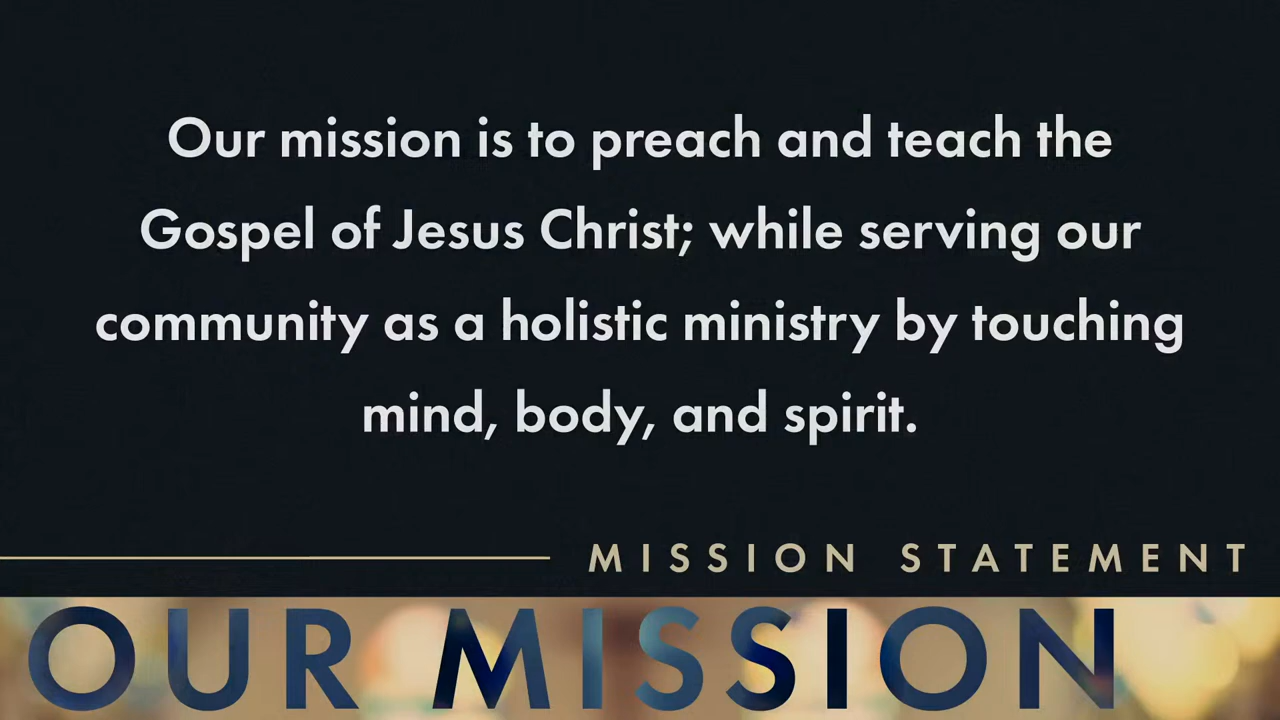 Our mission is to preach and teach the
Gospel of Jesus Christ; while serving our
community as a holistic ministry by touching
mind, body, and spirit.
MISSION STATEMENT
OUR MISSION